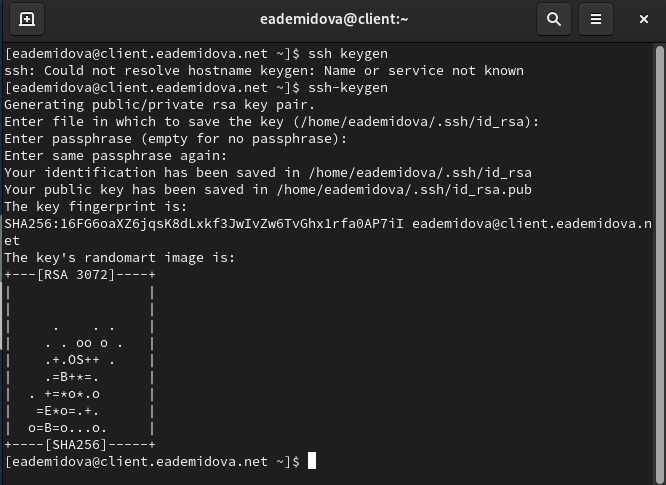 eademidova@client:~
[eademidova@client.eademidova.net ~]$ ssh keygen
ssh: Could not resolve hostname keygen: Name or service not known
[eademidova@client.eademidova.net ~]$ ssh-keygen
Generating public/private rsa key pair.
Enter file in which to save the key (/home/eademidova/.ssh/id_rsa):
Enter passphrase (empty for no passphrase):
Enter same passphrase again:
Your identification has been saved in /home/eademidova/.ssh/id_rsa
Your public key has been saved in /home/eademidova/.ssh/id_rsa.pub
The key fingerprint is:
SHA256:16FG6oaXZ6jqsK8dLxkf3JwIvZw6TvGhx1rfa0AP7iI eademidova@client.eademidova.n
et
The key's randomart image is:
+---[RSA 3072]----+
|                 |
|                 |
|     .    . .    |
|    . . oo o .   |
|    .+.OS++ .    |
|    .=B+*=.      |
|  . +=*o*.o      |
|   =E*o=.+.      |
|  o=B=o...o.     |
+----[SHA256]-----+
[eademidova@client.eademidova.net ~]$